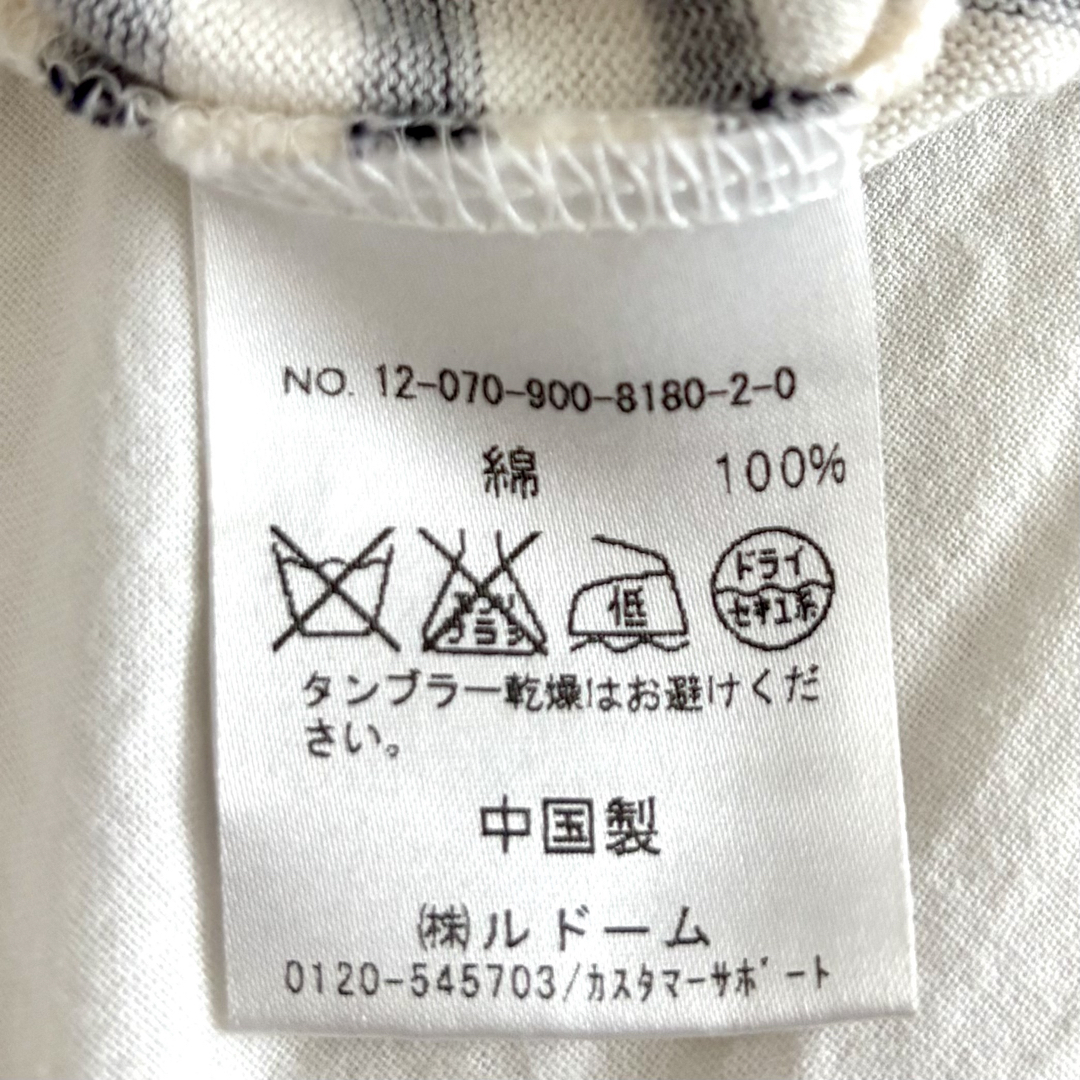 NO. 12-070-900-8180-2-0
綿 100%
エンソ
サラシ
低
ドライ
セキユ系
タンブラー乾燥はお避けくだ
さい。
中国製
㈱ルドーム
0120-545703/カスタマーサポート